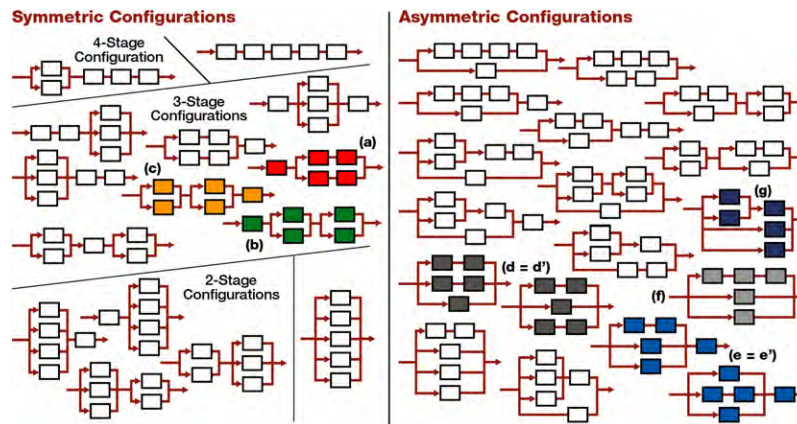 Symmetric Configurations
Asymmetric Configurations
4-Stage
Configuration
3-Stage
Configurations
(a)
(c)
(b)
2-Stage
Configurations
(g)
(d = d')
(f)
(e = e')